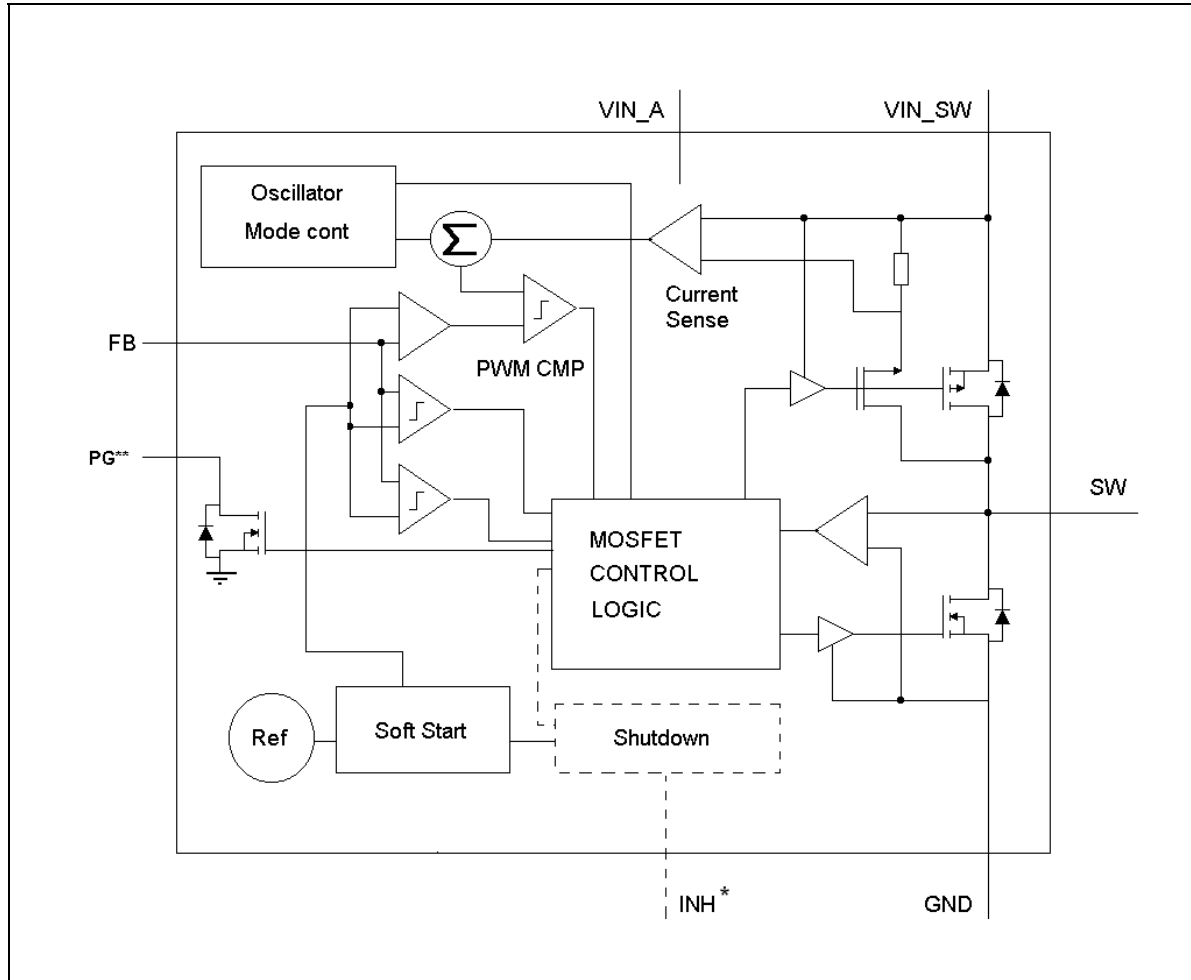 VIN_A
VIN_SW
Oscillator
Mode cont
Σ
Current
Sense
FB
PWM CMP
PG**
SW
MOSFET
CONTROL
LOGIC
Ref
Soft Start
Shutdown
INH*
GND